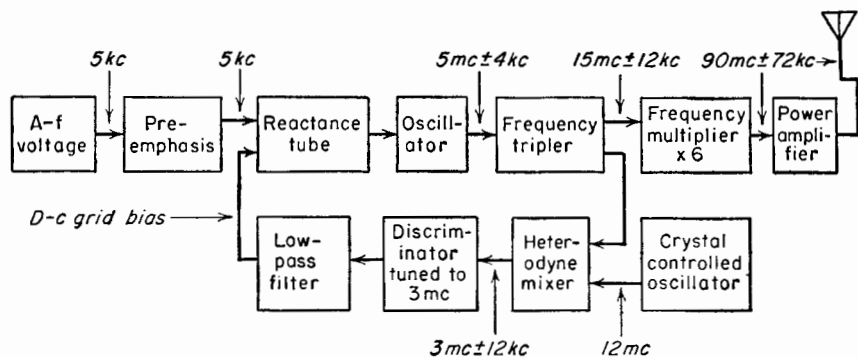 5kc
5kc
5mc±4kc
15mc±12kc
90mc±72kc
A-f
voltage
Pre-
emphasis
Reactance
tube
Oscill-
ator
Frequency
tripler
Frequency
multiplier
x 6
Power
ampli-
fier
D-c grid bias
Low-
pass
filter
Discrim-
inator
tuned to
3mc
Heter-
odyne
mixer
Crystal
controlled
oscillator
3mc±12kc
12mc